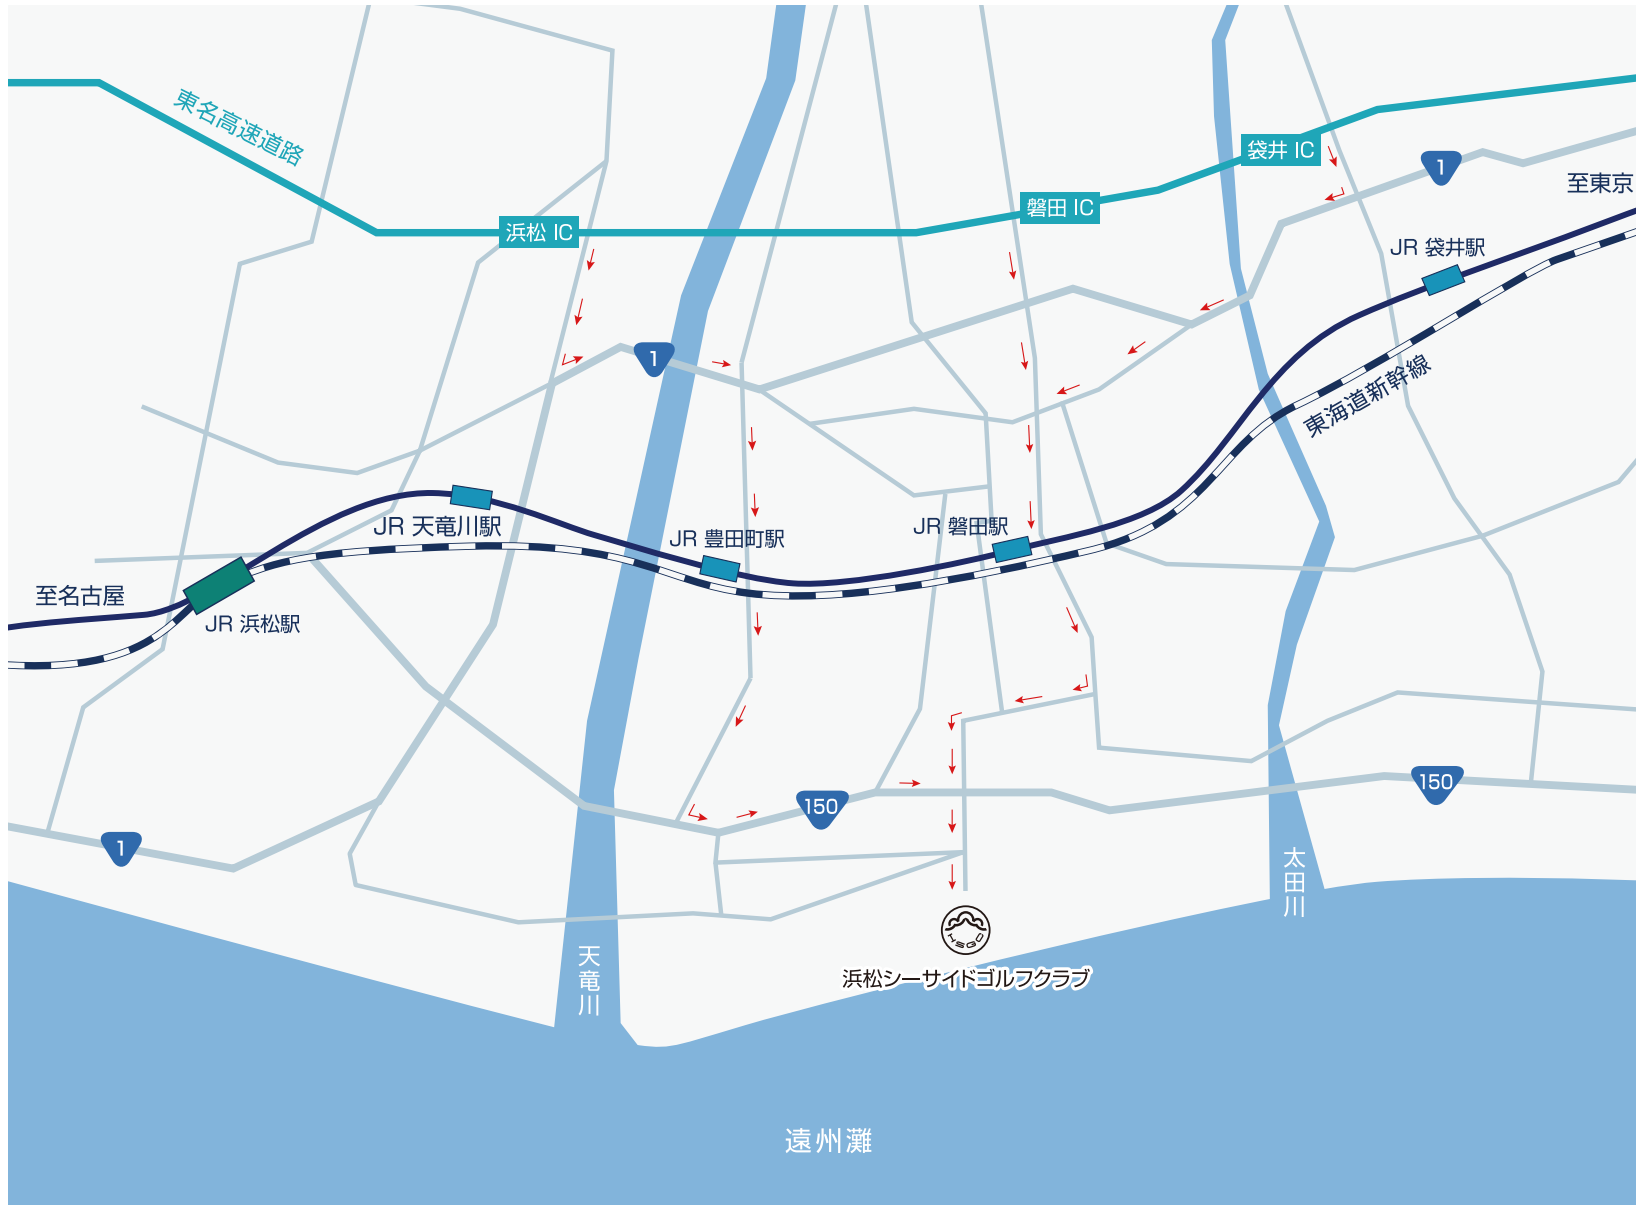 東名高速道路
袋井 IC
1
至東京
磐田 IC
浜松 IC
JR 袋井駅
1
東海道新幹線
JR 天竜川駅
JR 豊田町駅
JR 磐田駅
至名古屋
JR 浜松駅
150
150
1
太田川
天竜川
浜松シーサイドゴルフクラブ
遠州灘